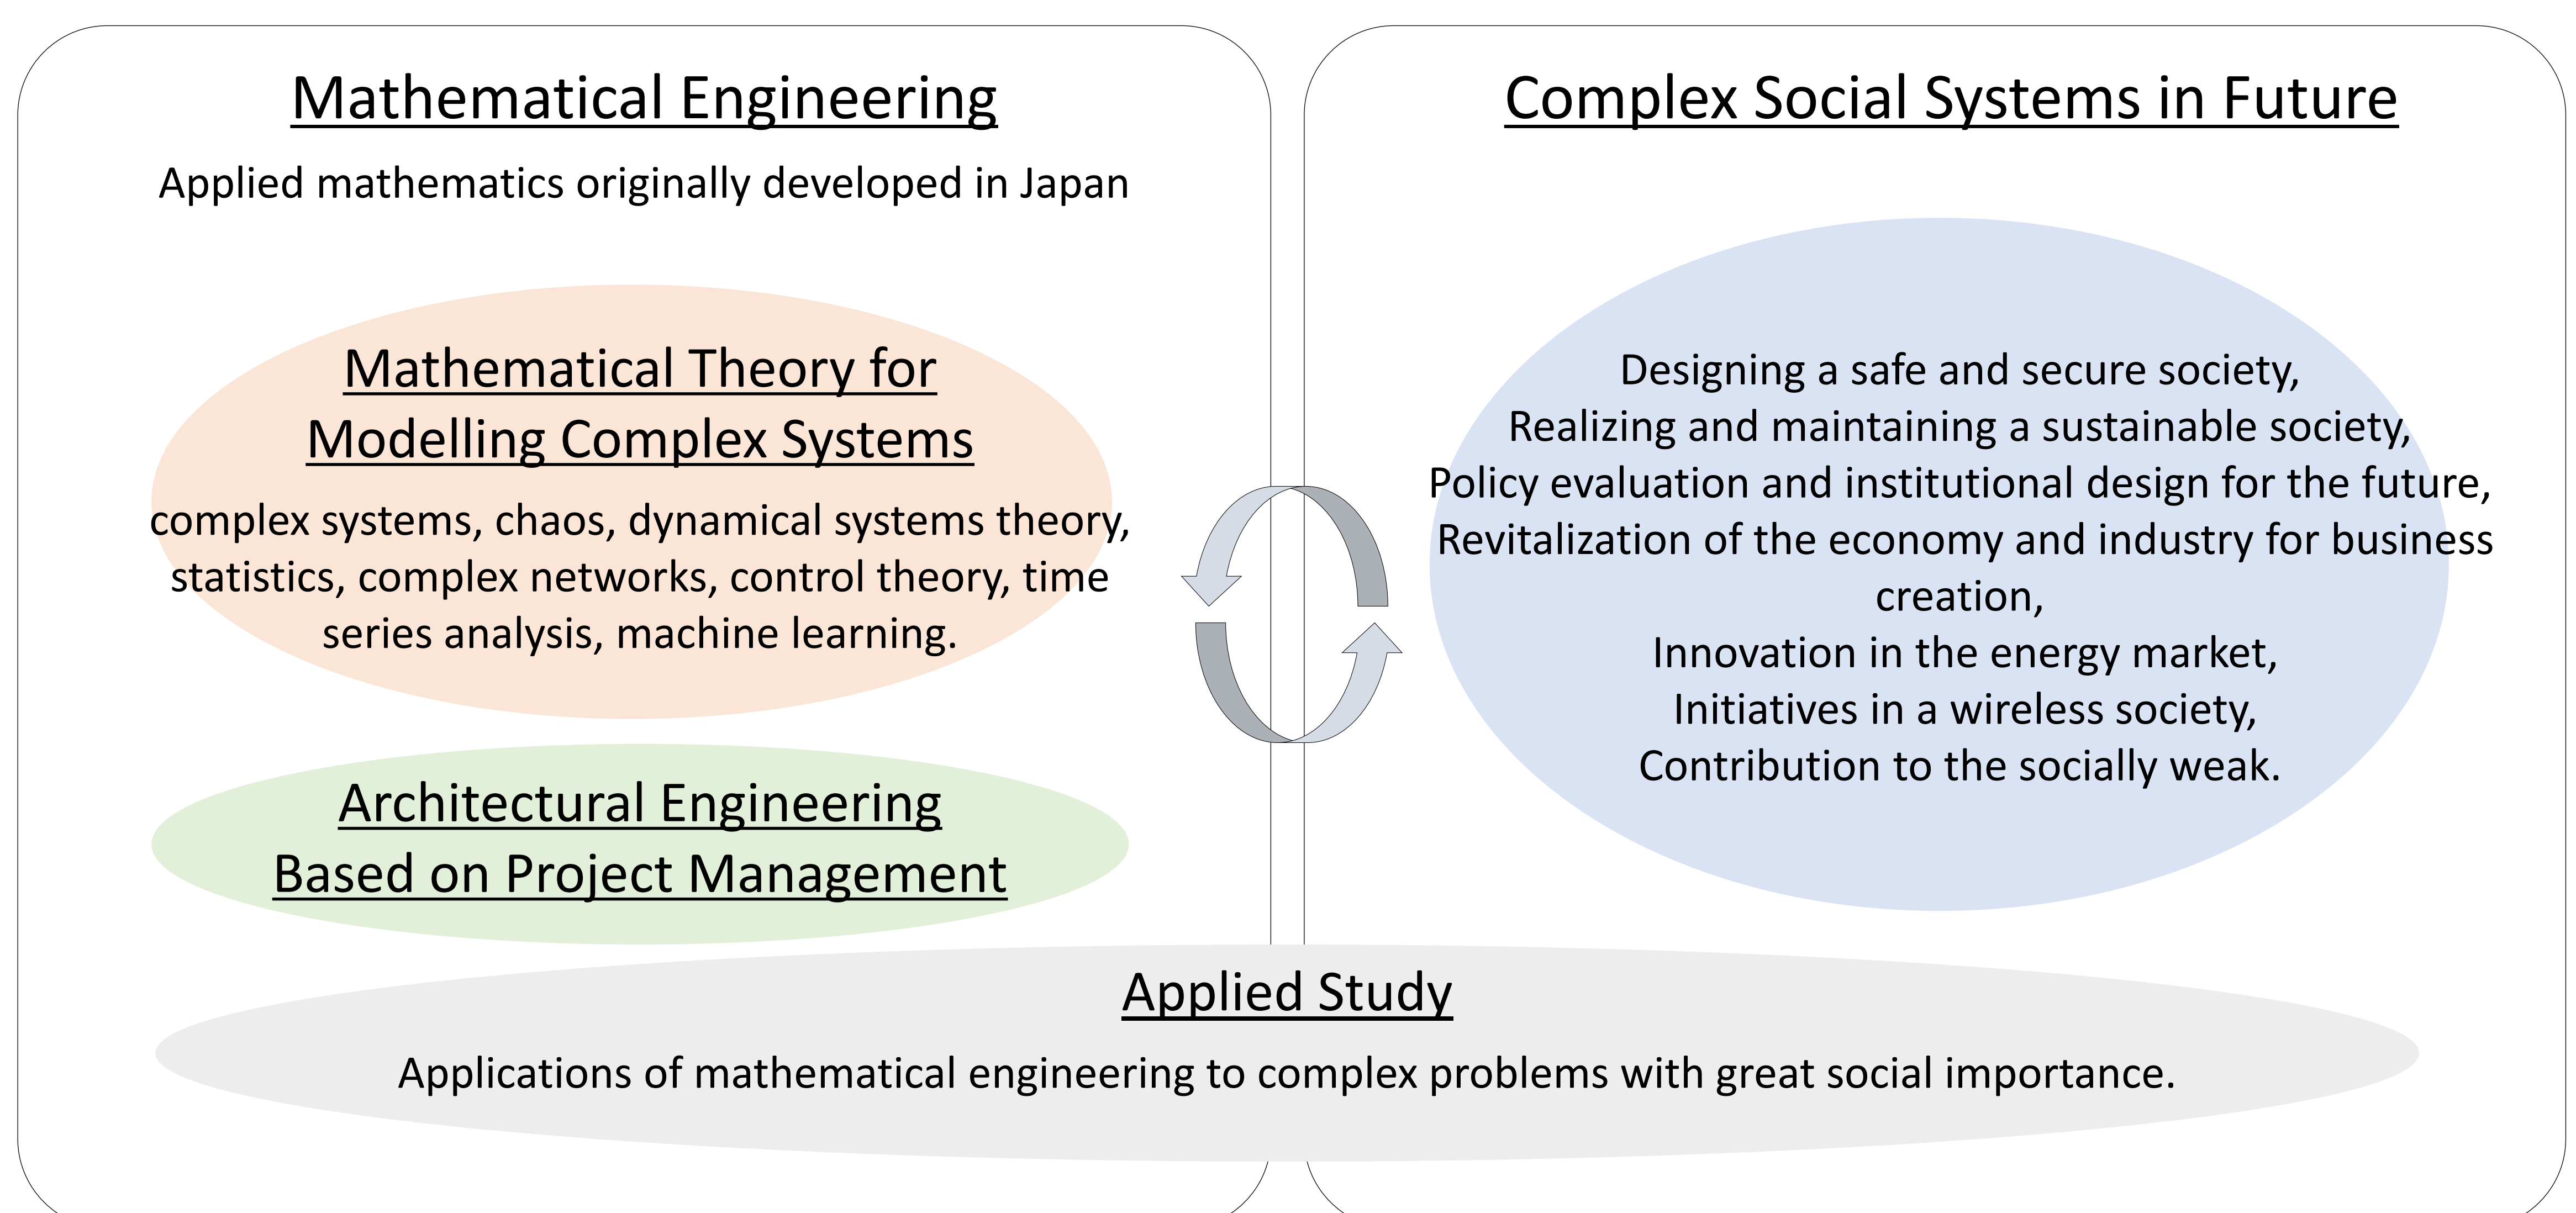 Mathematical Engineering
Applied mathematics originally developed in Japan
Mathematical Theory for
Modelling Complex Systems
complex systems, chaos, dynamical systems theory,
statistics, complex networks, control theory, time
series analysis, machine learning.
Architectural Engineering
Based on Project Management
Complex Social Systems in Future
Designing a safe and secure society,
Realizing and maintaining a sustainable society,
Policy evaluation and institutional design for the future,
Revitalization of the economy and industry for business
creation,
Innovation in the energy market,
Initiatives in a wireless society,
Contribution to the socially weak.
Applied Study
Applications of mathematical engineering to complex problems with great social importance.